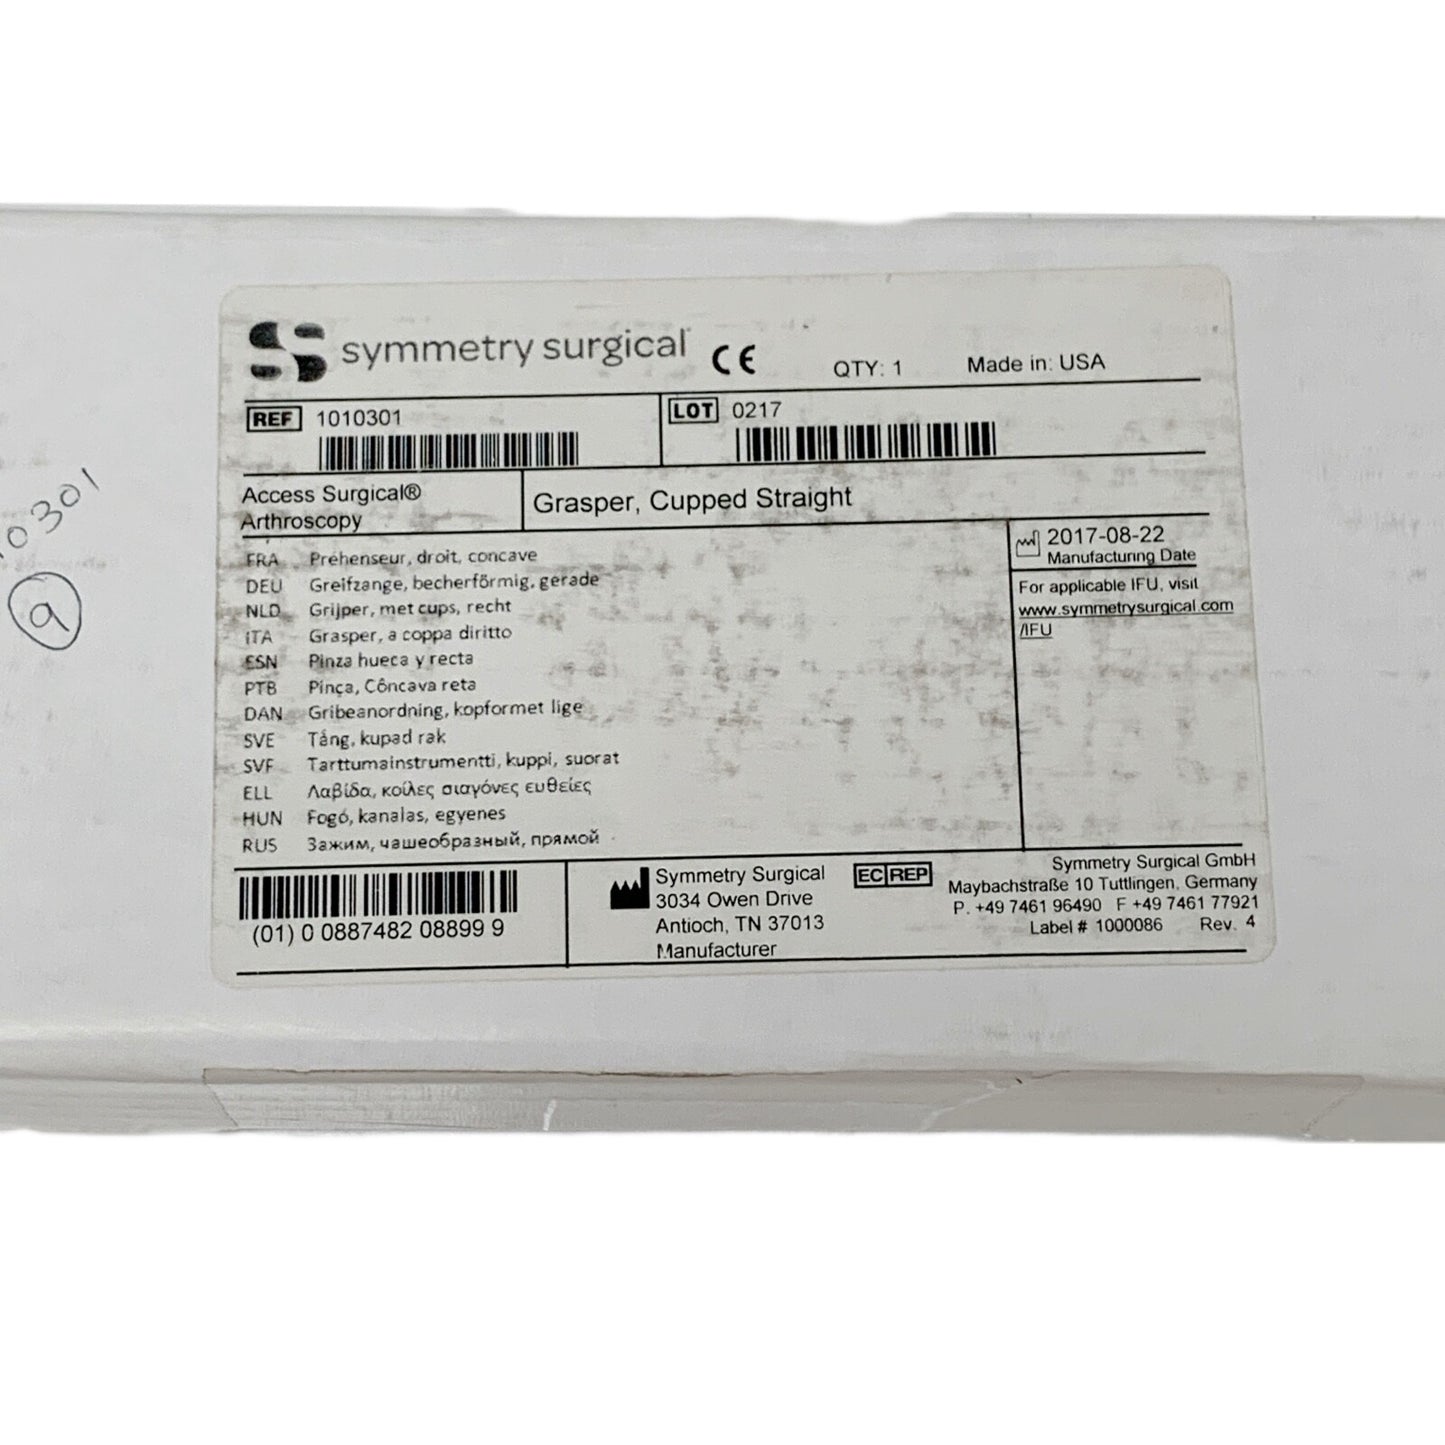 symmetry surgical CE QTY: 1 Made in: USA
REF 1010301
LOT 0217
Access Surgical®
Arthroscopy
Grasper, Cupped Straight
FRA Préhenseur, droit, concave
DEU Greifzange, becherförmig, gerade
NLD Grijper, met cups, recht
ITA Grasper, a coppa diritto
ESN Pinza hueca y recta
PTB Pinça, Côncava reta
DAN Gribeanordning, kopformet lige
SVE Tång, kupad rak
SVF Tarttumainstrumentti, kuppi, suorat
ELL Λαβίδα, κοίλες σιαγόνες ευθείες
HUN Fogó, kanalas, egyenes
RUS Зажим, чашеобразный, прямой
2017-08-22
Manufacturing Date
For applicable IFU, visit
www.symmetrysurgical.com
/IFU
(01) 0 0887482 08899 9
Symmetry Surgical
3034 Owen Drive
Antioch, TN 37013
Manufacturer
EC REP
Symmetry Surgical GmbH
Maybachstraße 10 Tuttlingen, Germany
P. +49 7461 96490 F +49 7461 77921
Label # 1000086 Rev. 4
10301
9